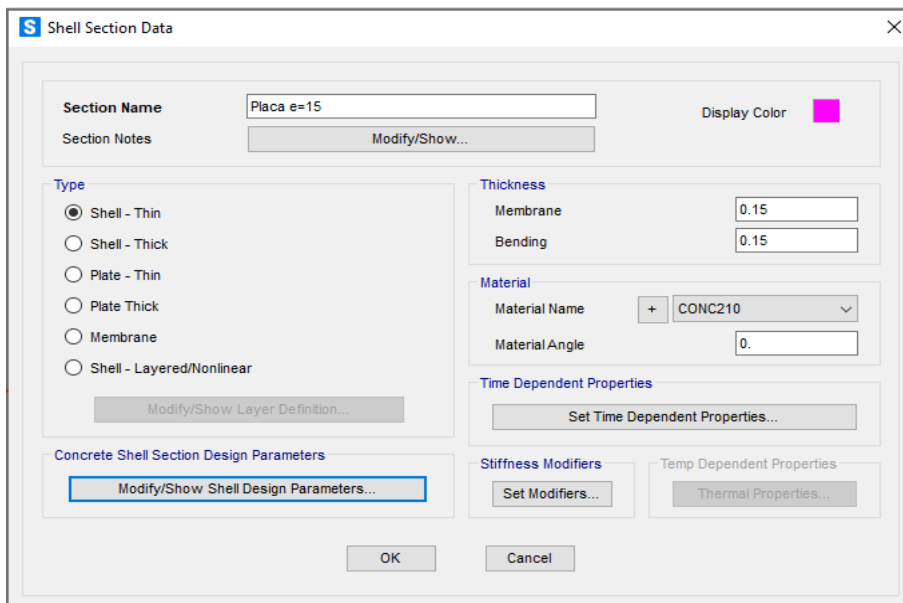 S Shell Section Data
Section Name Placa e=15 Display Color
Section Notes Modify/Show...
Type
Shell - Thin
Shell - Thick
Plate - Thin
Plate Thick
Membrane
Shell - Layered/Nonlinear
Modify/Show Layer Definition...
Concrete Shell Section Design Parameters
Modify/Show Shell Design Parameters...
Thickness
Membrane 0.15
Bending 0.15
Material
Material Name + CONC210
Material Angle 0.
Time Dependent Properties
Set Time Dependent Properties...
Stiffness Modifiers
Set Modifiers...
Temp Dependent Properties
Thermal Properties...
OK Cancel